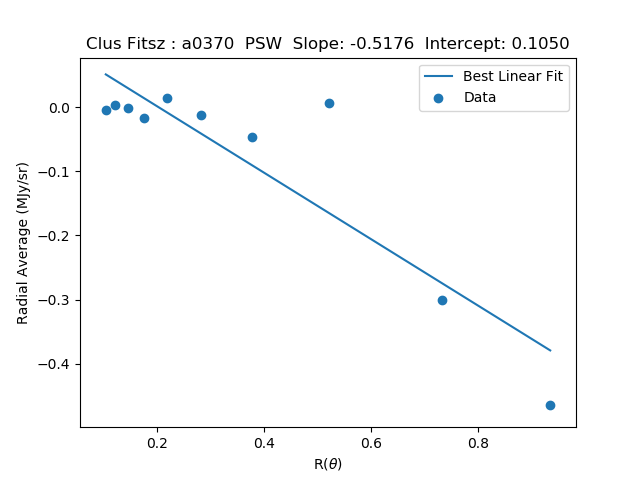 Clus Fitsz : a0370  PSW  Slope: -0.5176  Intercept: 0.1050
Best Linear Fit
Data
0.0
−0.1
−0.2
−0.3
−0.4
Radial Average (MJy/sr)
0.2 0.4 0.6 0.8
R(θ)